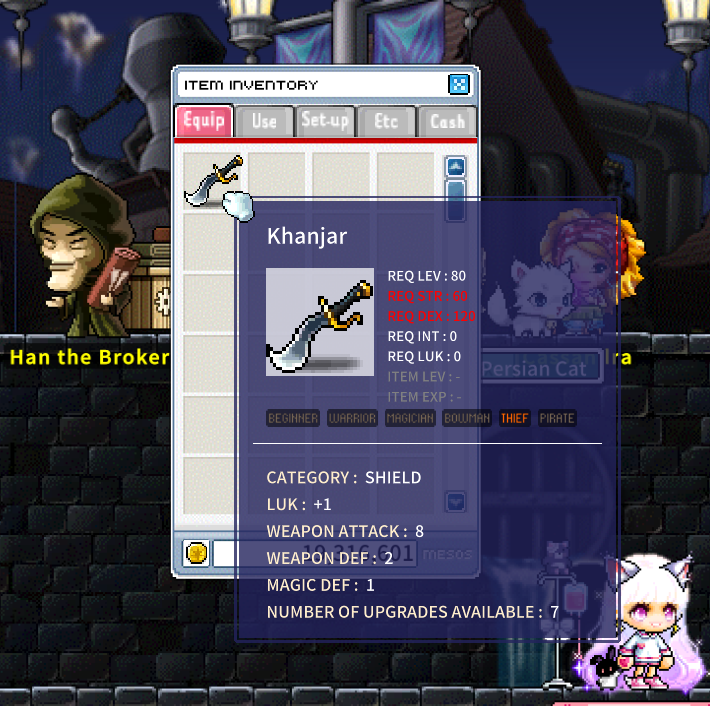 ITEM INVENTORY
Equip Use Set-up Etc Cash
Khanjar
REQ LEV : 80
REQ STR : 60
REQ DEX : 120
REQ INT : 0
REQ LUK : 0
ITEM LEV : -
ITEM EXP : -
BEGINNER WARRIOR MAGICIAN BOWMAN THIEF PIRATE
CATEGORY : SHIELD
LUK : +1
WEAPON ATTACK : 8
WEAPON DEF : 2
MAGIC DEF : 1
NUMBER OF UPGRADES AVAILABLE : 7
MESOS
Han the Broker
Persian Cat
Ira